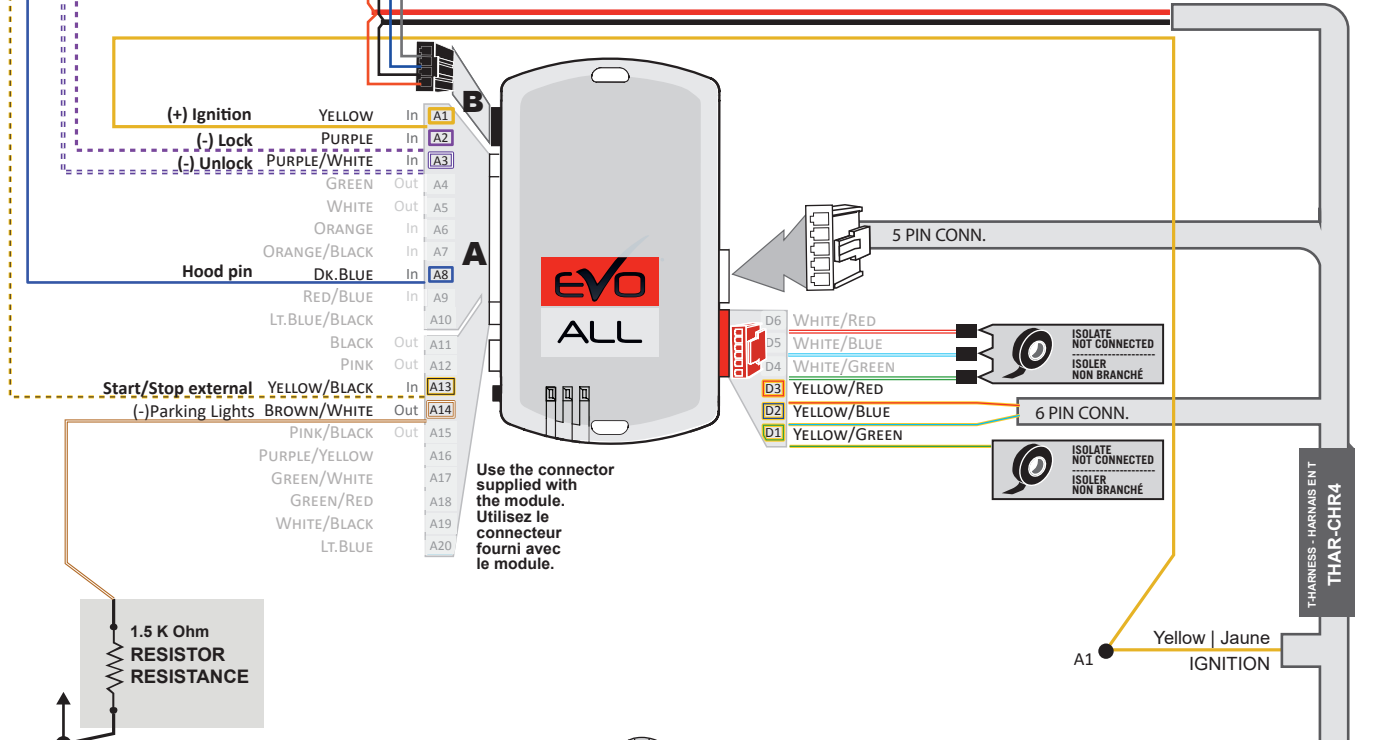 B
(+) Ignition YELLOW In A1
(-) Lock PURPLE In A2
(-) Unlock PURPLE/WHITE In A3
GREEN Out A4
WHITE Out A5
ORANGE In A6
ORANGE/BLACK In A7
A
Hood pin DK.BLUE In A8
RED/BLUE In A9
LT.BLUE/BLACK A10
BLACK Out A11
PINK Out A12
Start/Stop external YELLOW/BLACK In A13
(-)Parking Lights BROWN/WHITE Out A14
PINK/BLACK Out A15
PURPLE/YELLOW A16
GREEN/WHITE A17
GREEN/RED A18
WHITE/BLACK A19
LT.BLUE A20
EVO
ALL
Use the connector
supplied with
the module.
Utilisez le
connecteur
fourni avec
le module.
5 PIN CONN.
D6 WHITE/RED
D5 WHITE/BLUE
D4 WHITE/GREEN
D3 YELLOW/RED
D2 YELLOW/BLUE
D1 YELLOW/GREEN
ISOLATE
NOT CONNECTED
ISOLER
NON BRANCHÉ
6 PIN CONN.
ISOLATE
NOT CONNECTED
ISOLER
NON BRANCHÉ
T-HARNESS - HARNAIS EN T
THAR-CHR4
1.5 K Ohm
RESISTOR
RESISTANCE
A1
Yellow | Jaune
IGNITION